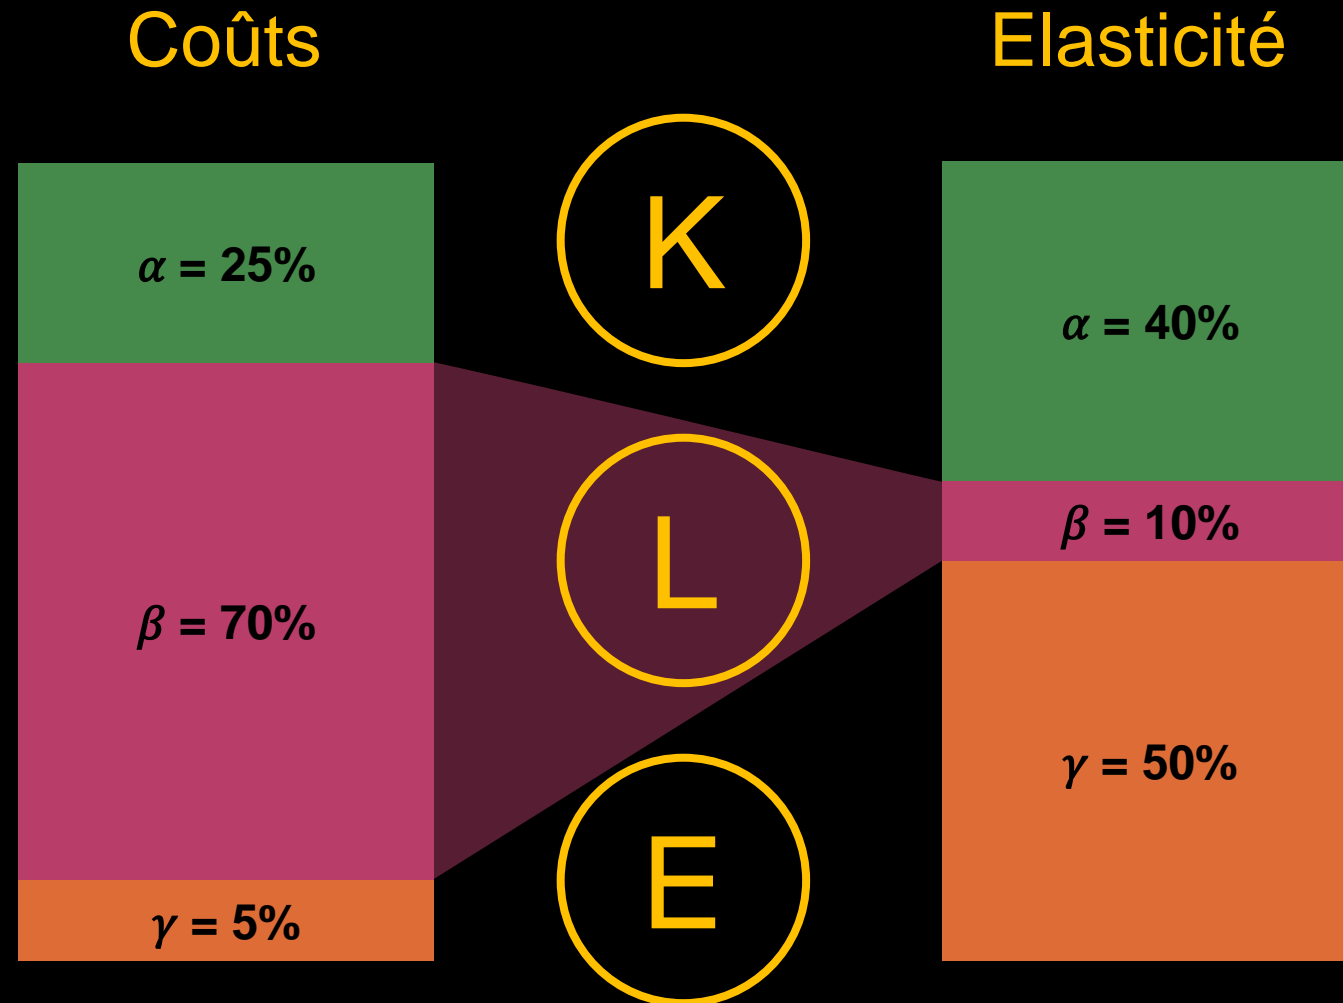 Coûts
Elasticité
𝛼 = 25%
K
𝛼 = 40%
𝛽 = 70%
L
𝛽 = 10%
𝛾 = 5%
E
𝛾 = 50%